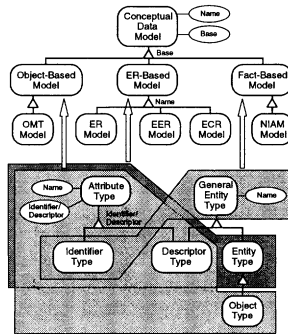 Conceptual
Data
Model
Name
Base
Base
Object-Based
Model
ER-Based
Model
Fact-Based
Model
Name
OMT
Model
ER
Model
EER
Model
ECR
Model
NIAM
Model
Name
Attribute
Type
Identifier/
Descriptor
Identifier/
Descriptor
General
Entity
Type
Name
Identifier
Type
Descriptor
Type
Entity
Type
Object
Type